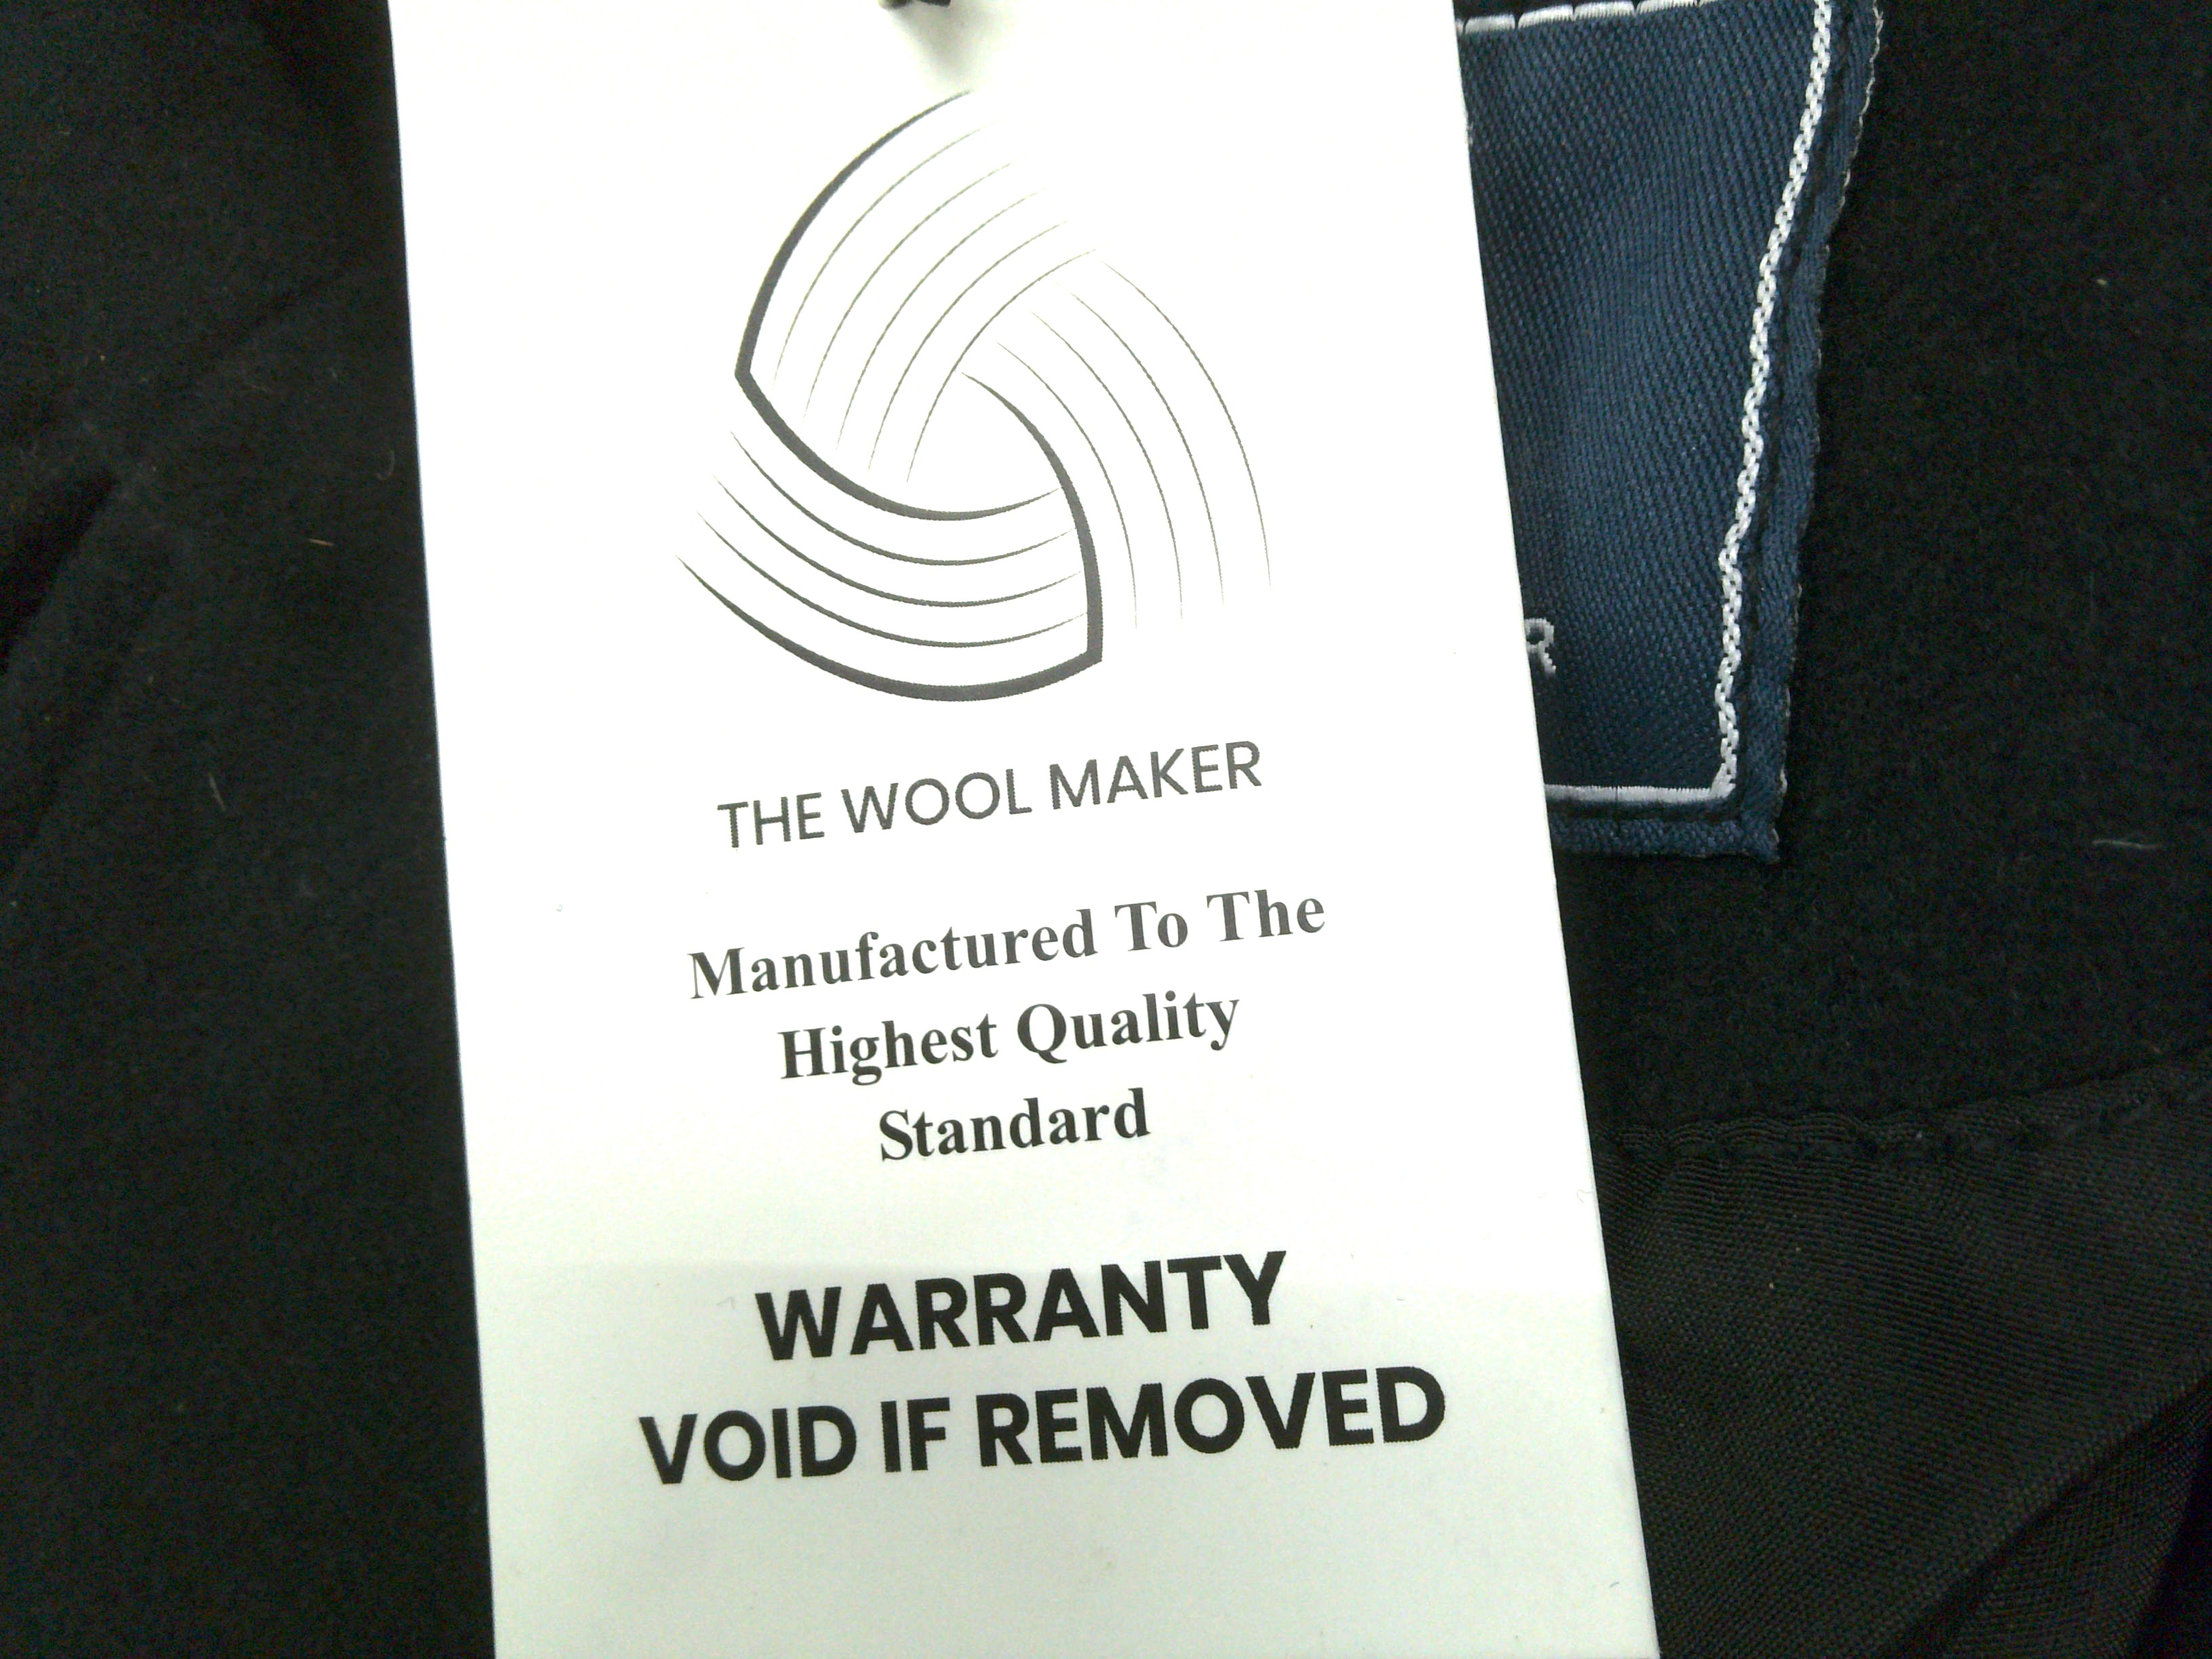 THE WOOL MAKER
Manufactured To The
Highest Quality
Standard
WARRANTY
VOID IF REMOVED
R